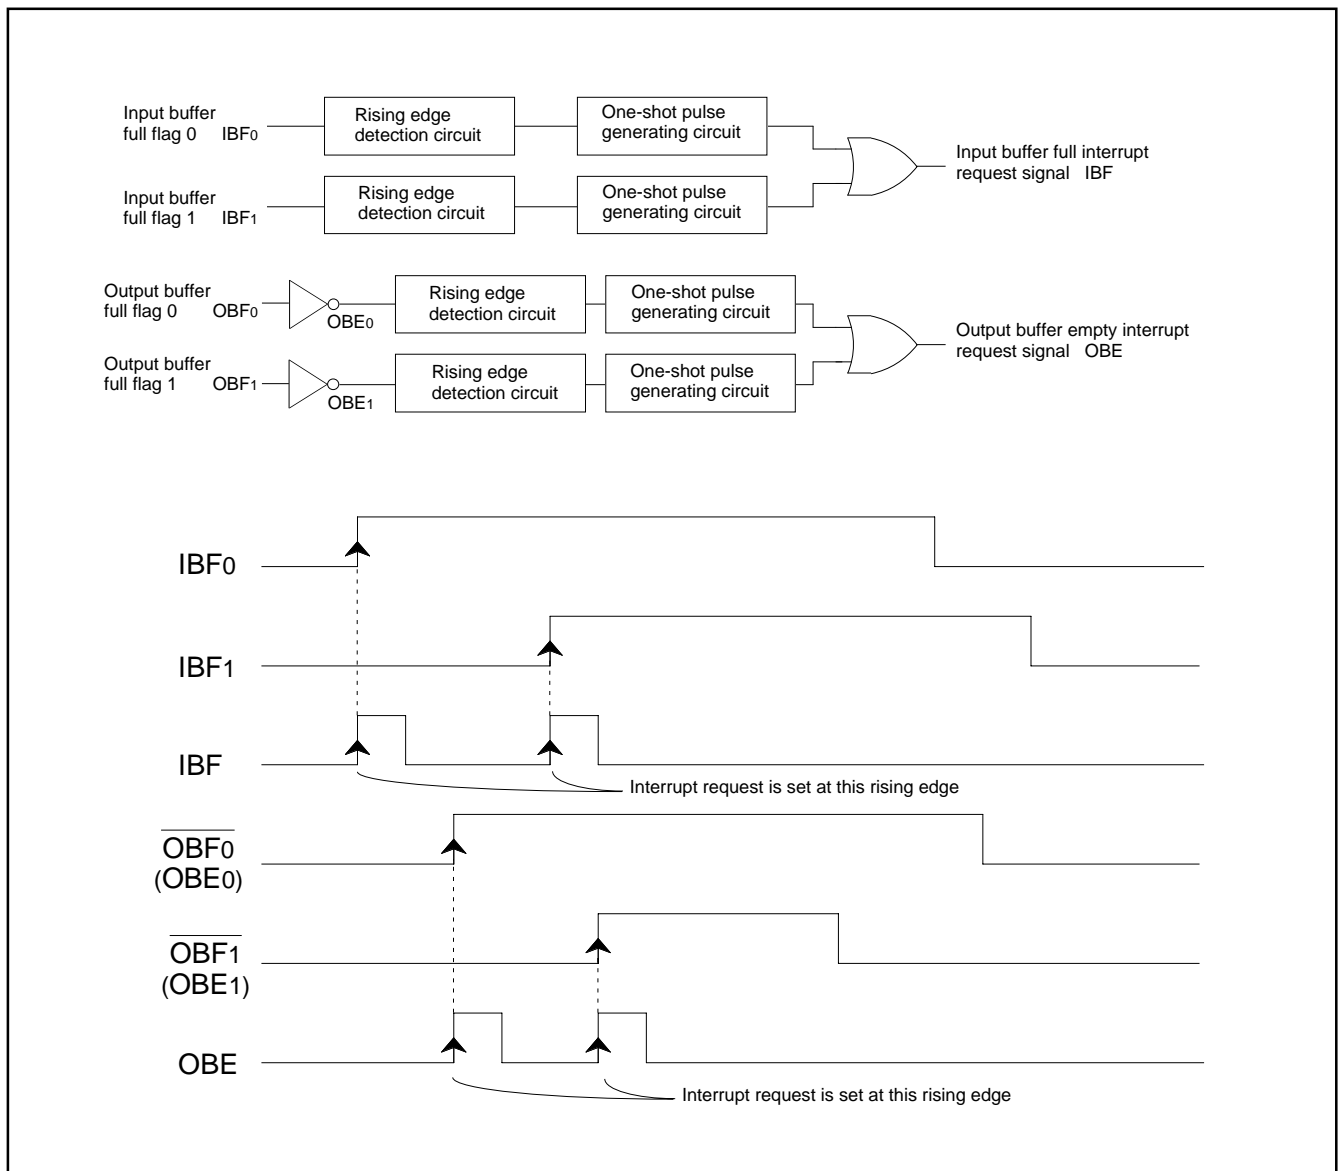 Input buffer
full flag 0 IBF0
Rising edge
detection circuit
One-shot pulse
generating circuit
Input buffer full interrupt
request signal IBF
Input buffer
full flag 1 IBF1
Rising edge
detection circuit
One-shot pulse
generating circuit
Output buffer
full flag 0 OBF0
OBE0
Rising edge
detection circuit
One-shot pulse
generating circuit
Output buffer empty interrupt
request signal OBE
Output buffer
full flag 1 OBF1
OBE1
Rising edge
detection circuit
One-shot pulse
generating circuit
IBF0
IBF1
IBF
Interrupt request is set at this rising edge
OBF0
(OBE0)
OBF1
(OBE1)
OBE
Interrupt request is set at this rising edge